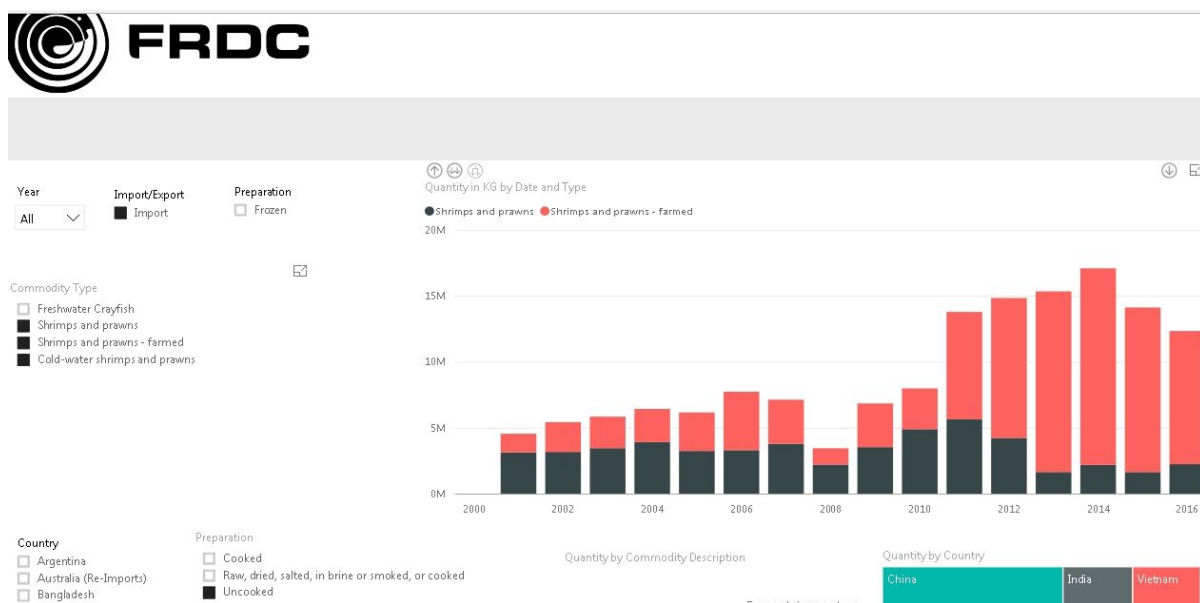 FRDC
Year
All
Import/Export
Import
Preparation
Frozen
Commodity Type
Freshwater Crayfish
Shrimps and prawns
Shrimps and prawns - farmed
Cold-water shrimps and prawns
Quantity in KG by Date and Type
Shrimps and prawns Shrimps and prawns - farmed
20M
15M
10M
5M
0M
2000 2002 2004 2006 2008 2010 2012 2014 2016
Country
Argentina
Australia (Re-Imports)
Bangladesh
Preparation
Cooked
Raw, dried, salted, in brine or smoked, or cooked
Uncooked
Quantity by Commodity Description
Quantity by Country
China India Vietnam